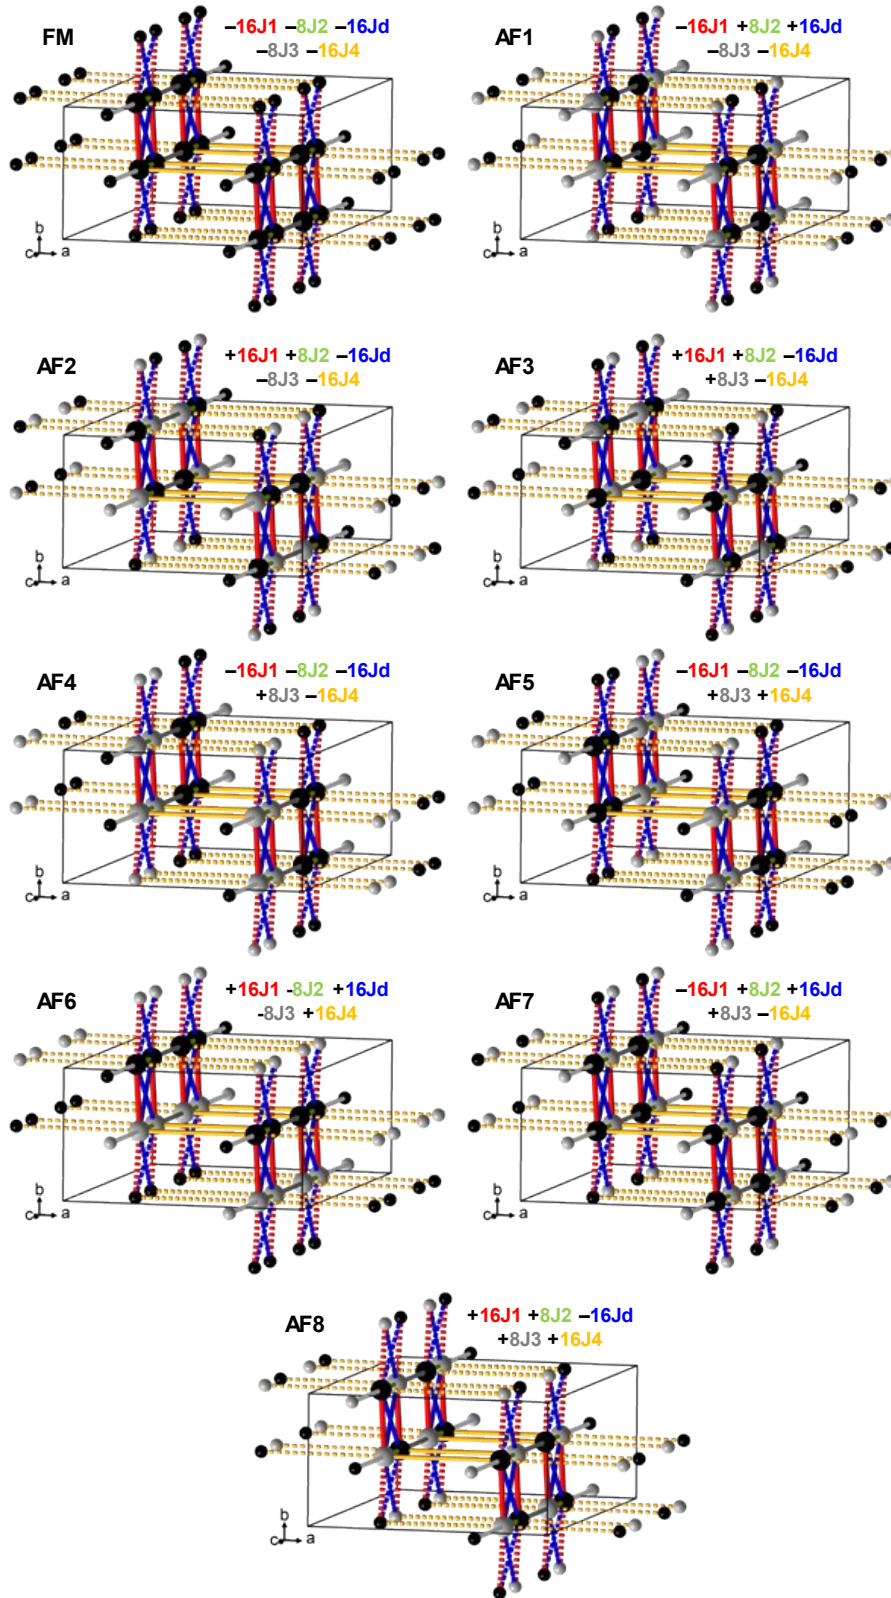 FM
–16J1 –8J2 –16Jd
–8J3 –16J4
b
c a
AF1
–16J1 +8J2 +16Jd
–8J3 –16J4
b
c a
AF2
+16J1 +8J2 –16Jd
–8J3 –16J4
b
c a
AF3
+16J1 +8J2 –16Jd
+8J3 –16J4
b
c a
AF4
–16J1 –8J2 –16Jd
+8J3 –16J4
b
c a
AF5
–16J1 –8J2 –16Jd
+8J3 +16J4
b
c a
AF6
+16J1 -8J2 +16Jd
-8J3 +16J4
b
c a
AF7
–16J1 +8J2 +16Jd
+8J3 –16J4
b
c a
AF8
+16J1 +8J2 –16Jd
+8J3 +16J4
b
c a